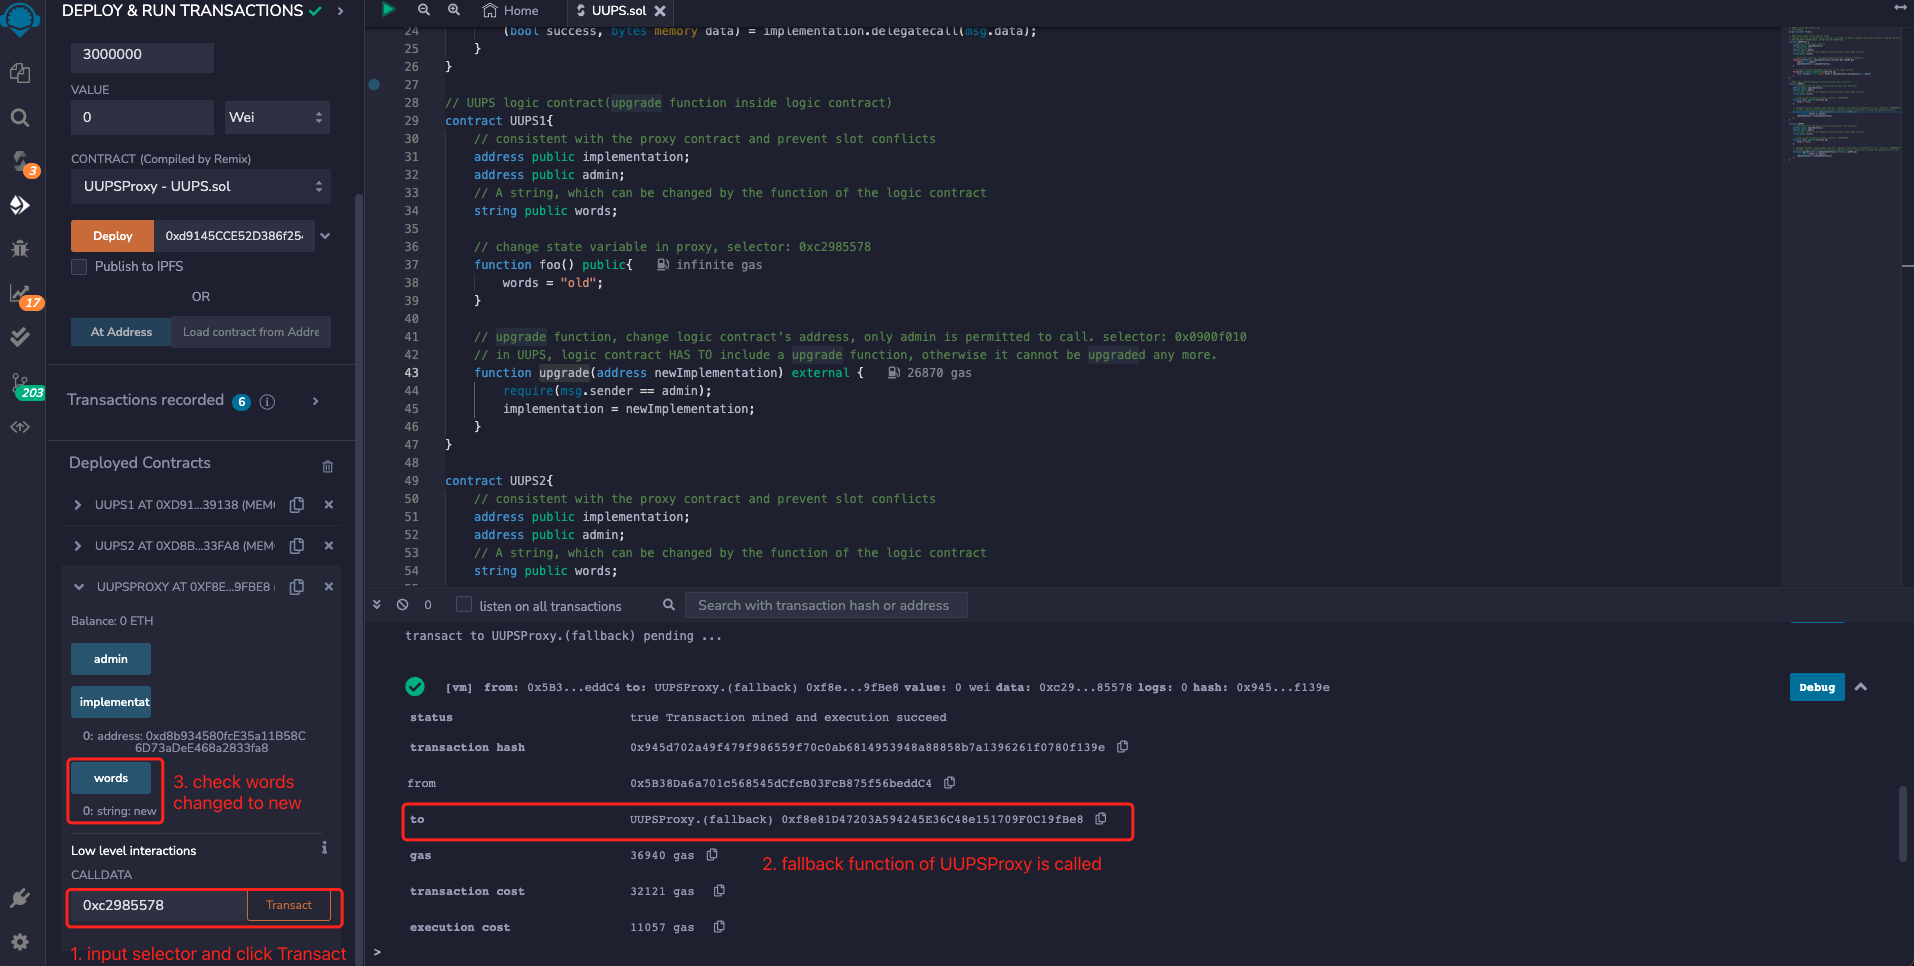 DEPLOY & RUN TRANSACTIONS
3000000
VALUE
0
Wei
CONTRACT (Compiled by Remix)
UUPSProxy - UUPS.sol
Deploy
0xd9145CCE52D386f25
Publish to IPFS
OR
At Address
Load contract from Addre
Transactions recorded 6 i
Deployed Contracts
UUPS1 AT 0XD91...39138 (MEM
UUPS2 AT 0XD8B...33FA8 (MEM
UUPSPROXY AT 0XF8E...9FBE8 (
Balance: 0 ETH
admin
implementat
0: address: 0xd8b934580fcE35a11B58C
6D73aDeE468a2833fa8
words
0: string: new
3. check words
changed to new
Low level interactions
i
CALLDATA
0xc2985578
Transact
1. input selector and click Transact
3
17
203
Home
UUPS.sol
24 (bool success, bytes memory data) = implementation.delegatecall(msg.data);
25 }
26 }
27
28 // UUPS logic contract(upgrade function inside logic contract)
29 contract UUPS1{
30 // consistent with the proxy contract and prevent slot conflicts
31 address public implementation;
32 address public admin;
33 // A string, which can be changed by the function of the logic contract
34 string public words;
35
36 // change state variable in proxy, selector: 0xc2985578
37 function foo() public{ infinite gas
38 words = "old";
39 }
40
41 // upgrade function, change logic contract's address, only admin is permitted to call. selector: 0x0900f010
42 // in UUPS, logic contract HAS TO include a upgrade function, otherwise it cannot be upgraded any more.
43 function upgrade(address newImplementation) external { 26870 gas
44 require(msg.sender == admin);
45 implementation = newImplementation;
46 }
47 }
48
49 contract UUPS2{
50 // consistent with the proxy contract and prevent slot conflicts
51 address public implementation;
52 address public admin;
53 // A string, which can be changed by the function of the logic contract
54 string public words;
0
listen on all transactions
Search with transaction hash or address
transact to UUPSProxy.(fallback) pending ...
[vm] from: 0x5B3...eddC4 to: UUPSProxy.(fallback) 0xf8e...9fBe8 value: 0 wei data: 0xc29...85578 logs: 0 hash: 0x945...f139e
Debug
status true Transaction mined and execution succeed
transaction hash 0x945d702a49f479f986559f70c0ab6814953948a88858b7a1396261f0780f139e
from 0x5B38Da6a701c568545dCfcB03FcB875f56beddC4
to UUPSProxy.(fallback) 0xf8e81D47203A594245E36C48e151709F0C19fBe8
gas 36940 gas
2. fallback function of UUPSProxy is called
transaction cost 32121 gas
execution cost 11057 gas
>